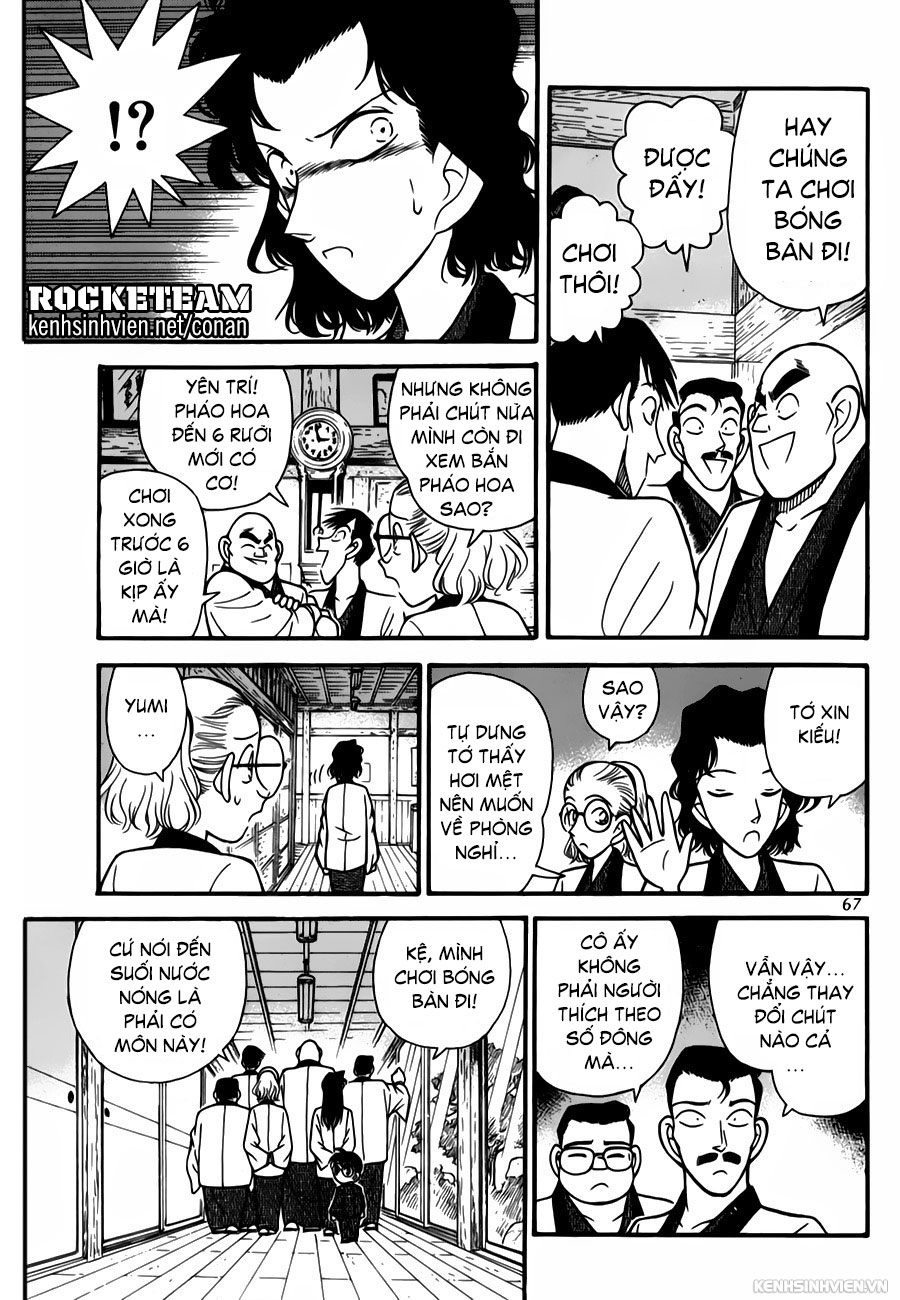 HAY
CHÚNG
TA CHƠI
BÓNG
BÀN ĐI!
ĐƯỢC
ĐẤY!
CHƠI
THÔI!
!?
ROCKETEAM
kenhsinhvien.net/conan
NHƯNG KHÔNG
PHẢI CHÚT NỮA
MÌNH CÒN ĐI
XEM BẮN
PHÁO HOA
SAO?
YÊN TRÍ!
PHÁO HOA
ĐẾN 6 RƯỠI
MỚI CÓ
CƠ!
CHƠI
XONG
TRƯỚC 6
GIỜ LÀ
KỊP ẤY
MÀ!
TỚ XIN
KIẾU!
SAO
VẬY?
TỰ DƯNG
TỚ THẤY
HƠI MỆT
NÊN MUỐN
VỀ PHÒNG
NGHỈ...
YUMI
...
67
VẪN VẬY...
CHẲNG THAY
ĐỔI CHÚT
NÀO CẢ
...
CÔ ẤY
KHÔNG
PHẢI NGƯỜI
THÍCH THEO
SỐ ĐÔNG
MÀ...
KỆ, MÌNH
CHƠI BÓNG
BÀN ĐI!
CỨ NÓI ĐẾN
SUỐI NƯỚC
NÓNG LÀ
PHẢI CÓ
MÔN NÀY!
KENHSINHVIEN.VN